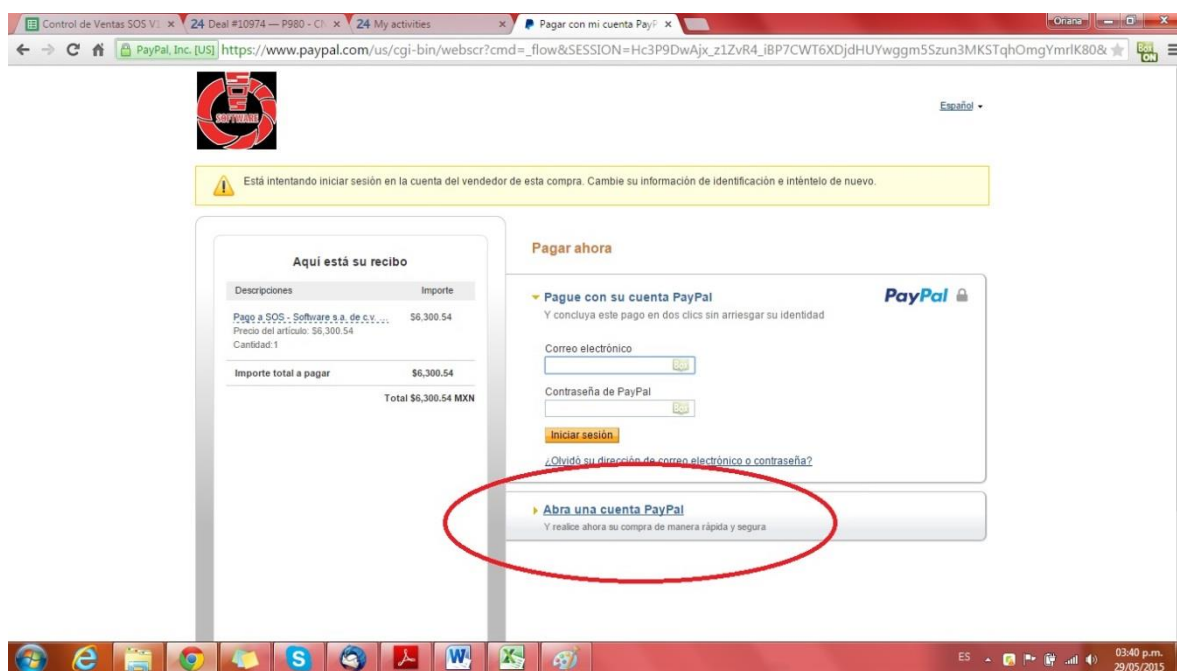 Control de Ventas SOS V1
24 Deal #10974 — P980 - Ch
24 My activities
Pagar con mi cuenta PayP
Oriana
PayPal, Inc. [US] https://www.paypal.com/us/cgi-bin/webscr?cmd=_flow&SESSION=Hc3P9DwAjx_z1ZvR4_iBP7CWT6XDjdHUYwggm5Szun3MKSTqhOmgYmrlK80&
ON
SOS
SOFTWARE
Español
Está intentando iniciar sesión en la cuenta del vendedor de esta compra. Cambie su información de identificación e inténtelo de nuevo.
Aquí está su recibo
Descripciones Importe
Pago a SOS - Software s.a. de c.v. ... $6,300.54
Precio del artículo: $6,300.54
Cantidad:1
Importe total a pagar $6,300.54
Total $6,300.54 MXN
Pagar ahora
Pague con su cuenta PayPal
PayPal
Y concluya este pago en dos clics sin arriesgar su identidad
Correo electrónico
Contraseña de PayPal
Iniciar sesión
¿Olvidó su dirección de correo electrónico o contraseña?
Abra una cuenta PayPal
Y realice ahora su compra de manera rápida y segura
ES
03:40 p.m.
29/05/2015